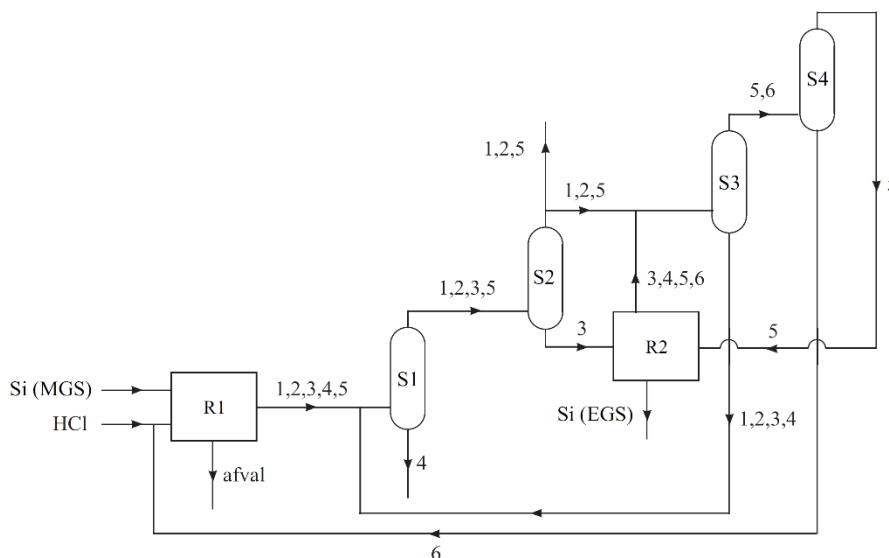 S4
5,6
S3
1,2,5
1,2,5
S2
1,2,3,5
3,4,5,6
3
R2
5
S1
Si (MGS)
R1
1,2,3,4,5
HCl
Si (EGS)
1,2,3,4
4
afval
6